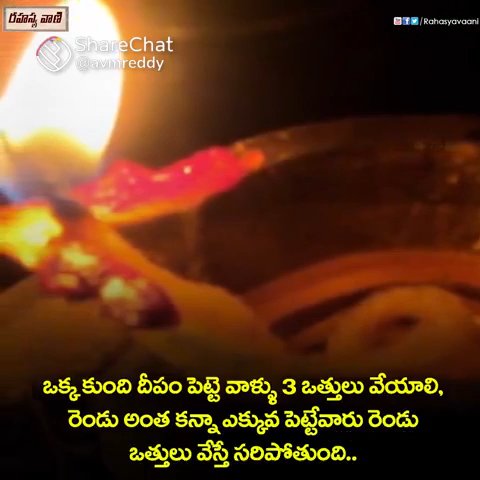 రహస్య వాణి
/Rahasyavaani
ShareChat
@avmreddy
ఒక్క కుంది దీపం పెట్టె వాళ్ళు 3 ఒత్తులు వేయాలి,
రెండు అంత కన్నా ఎక్కువ పెట్టేవారు రెండు
ఒత్తులు వేస్తే సరిపోతుంది..